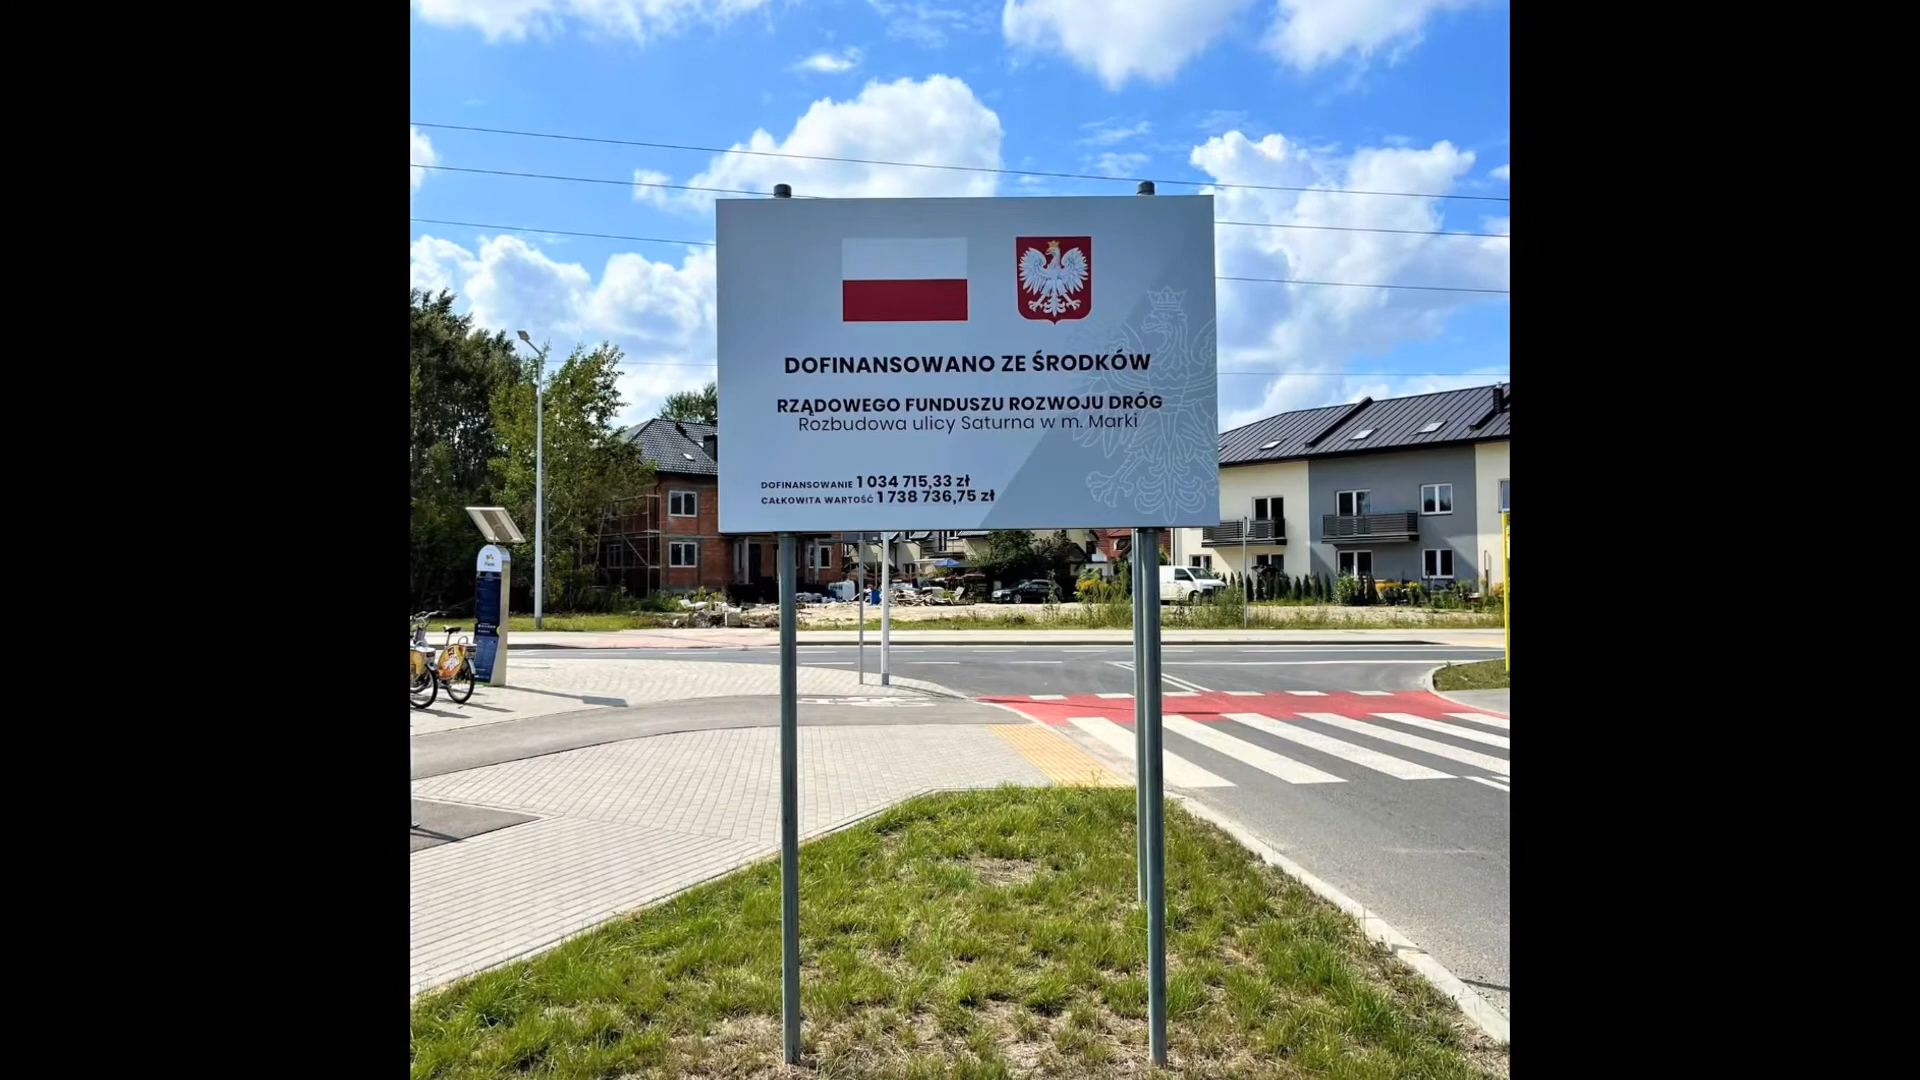 DOFINANSOWANO ZE ŚRODKÓW
RZĄDOWEGO FUNDUSZU ROZWOJU DRÓG
Rozbudowa ulicy Saturna w m. Marki
DOFINANSOWANIE 1 034 715,33 zł
CAŁKOWITA WARTOŚĆ 1 738 736,75 zł